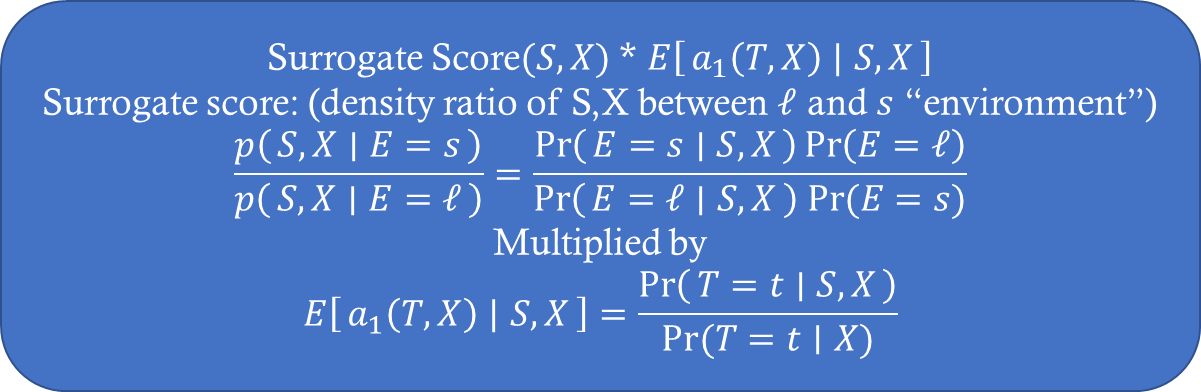 Surrogate Score(S, X) * E[ a₁(T, X) | S, X ]
Surrogate score: (density ratio of S,X between ℓ and s “environment”)
p( S, X | E = s )
p( S, X | E = ℓ )
=
Pr( E = s | S, X ) Pr(E = ℓ)
Pr( E = ℓ | S, X ) Pr(E = s)
Multiplied by
E[ a₁(T, X) | S, X ] =
Pr( T = t | S, X )
Pr(T = t | X)